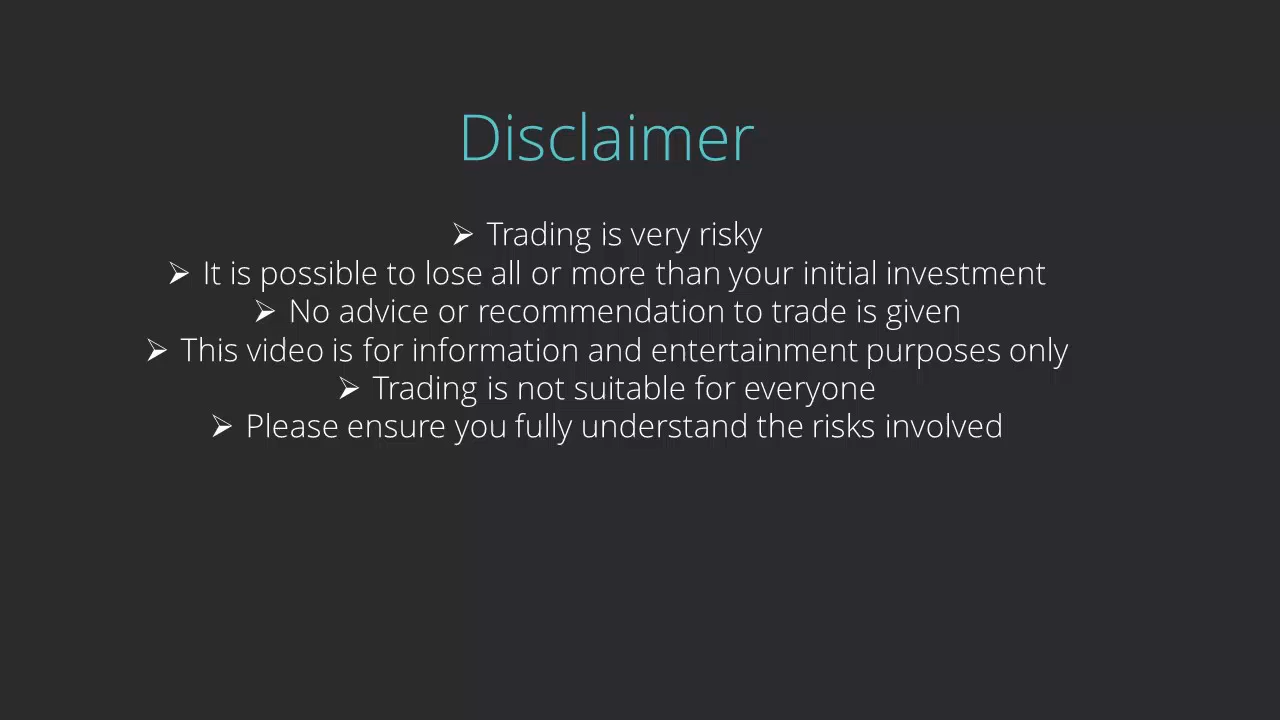 Disclaimer
➢ Trading is very risky
➢ It is possible to lose all or more than your initial investment
➢ No advice or recommendation to trade is given
➢ This video is for information and entertainment purposes only
➢ Trading is not suitable for everyone
➢ Please ensure you fully understand the risks involved